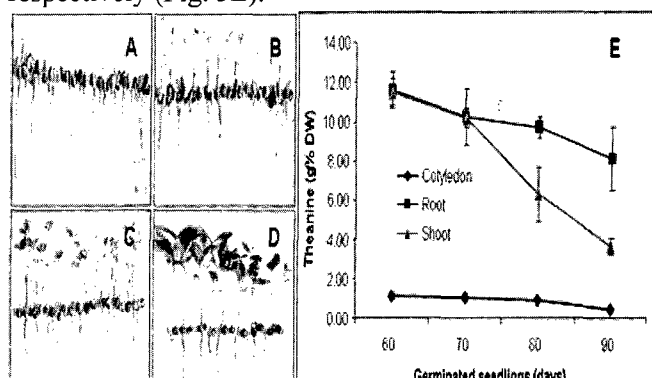 respectively (Fig.
A
B
C
D
E
Theanine (g% DW)
14.00
12.00
10.00
8.00
6.00
4.00
2.00
0.00
Cotyledon
Root
Shoot
60 70 80 90
Germinated seedlings (days)